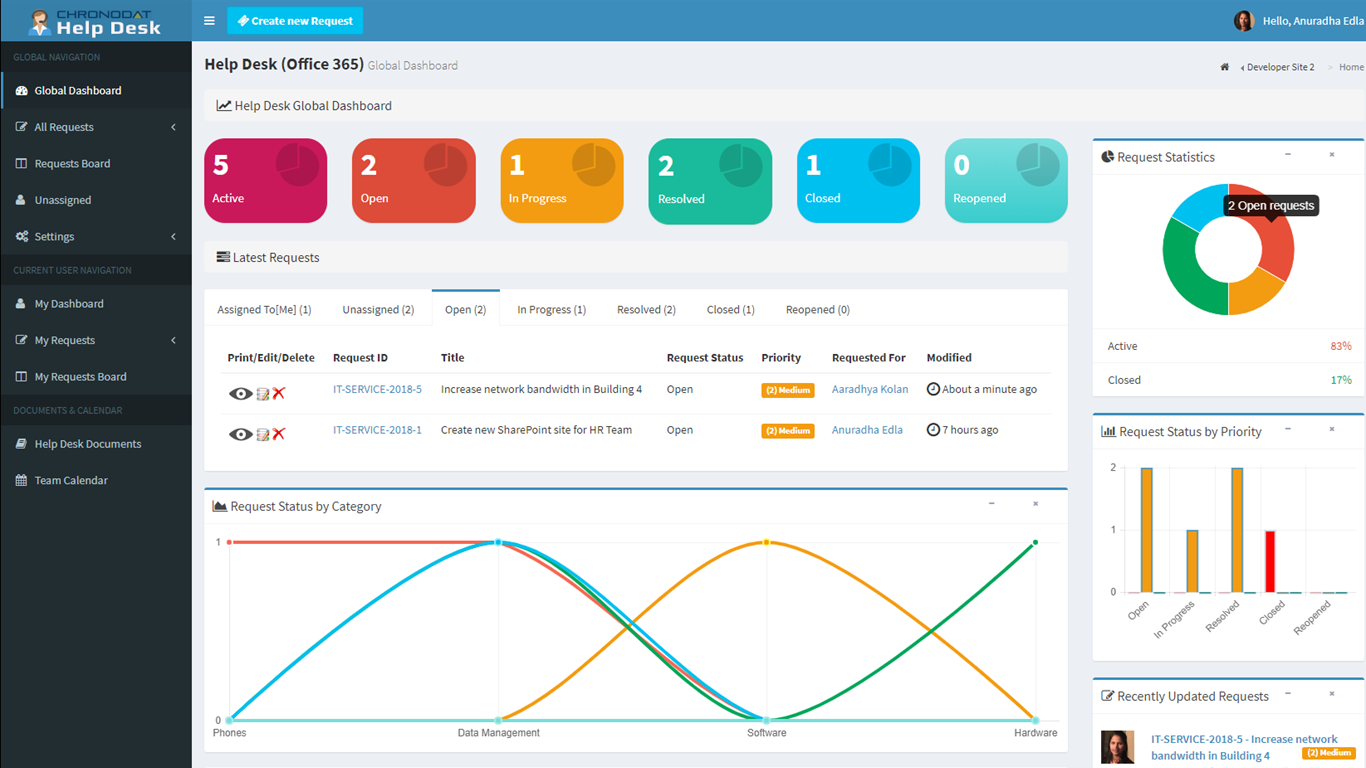 CHRONODAT
Help Desk
Create new Request
Hello, Anuradha Edla
GLOBAL NAVIGATION
Global Dashboard
All Requests
Requests Board
Unassigned
Settings
CURRENT USER NAVIGATION
My Dashboard
My Requests
My Requests Board
DOCUMENTS & CALENDAR
Help Desk Documents
Team Calendar
Help Desk (Office 365) Global Dashboard
Developer Site 2 > Home
Help Desk Global Dashboard
5
Active
2
Open
1
In Progress
2
Resolved
1
Closed
0
Reopened
Latest Requests
Assigned To[Me] (1) Unassigned (2) Open (2) In Progress (1) Resolved (2) Closed (1) Reopened (0)
Print/Edit/Delete Request ID Title Request Status Priority Requested For Modified
IT-SERVICE-2018-5 Increase network bandwidth in Building 4 Open (2) Medium Aaradhya Kolan About a minute ago
IT-SERVICE-2018-1 Create new SharePoint site for HR Team Open (2) Medium Anuradha Edla 7 hours ago
Request Status by Category
1
0
Phones Data Management Software Hardware
Request Statistics
2 Open requests
Active 83%
Closed 17%
Request Status by Priority
2
1
0
Open In Progress Resolved Closed Reopened
Recently Updated Requests
IT-SERVICE-2018-5 - Increase network
bandwidth in Building 4 (2) Medium